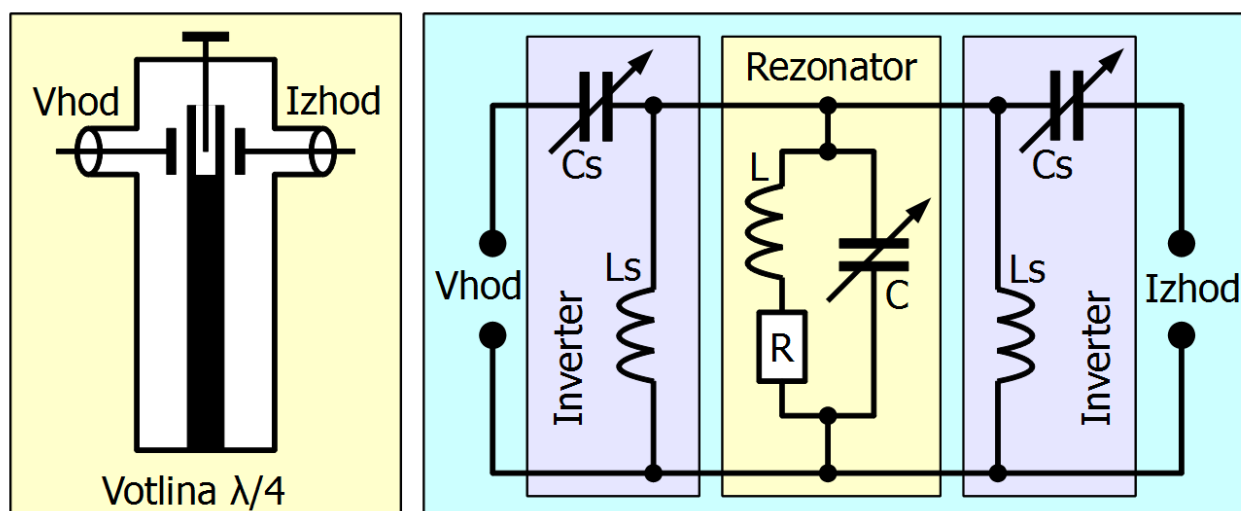 Vhod
Izhod
Votlina λ/4
Rezonator
Cs
Cs
L
Ls
Ls
Vhod
C
Izhod
R
Inverter
Inverter